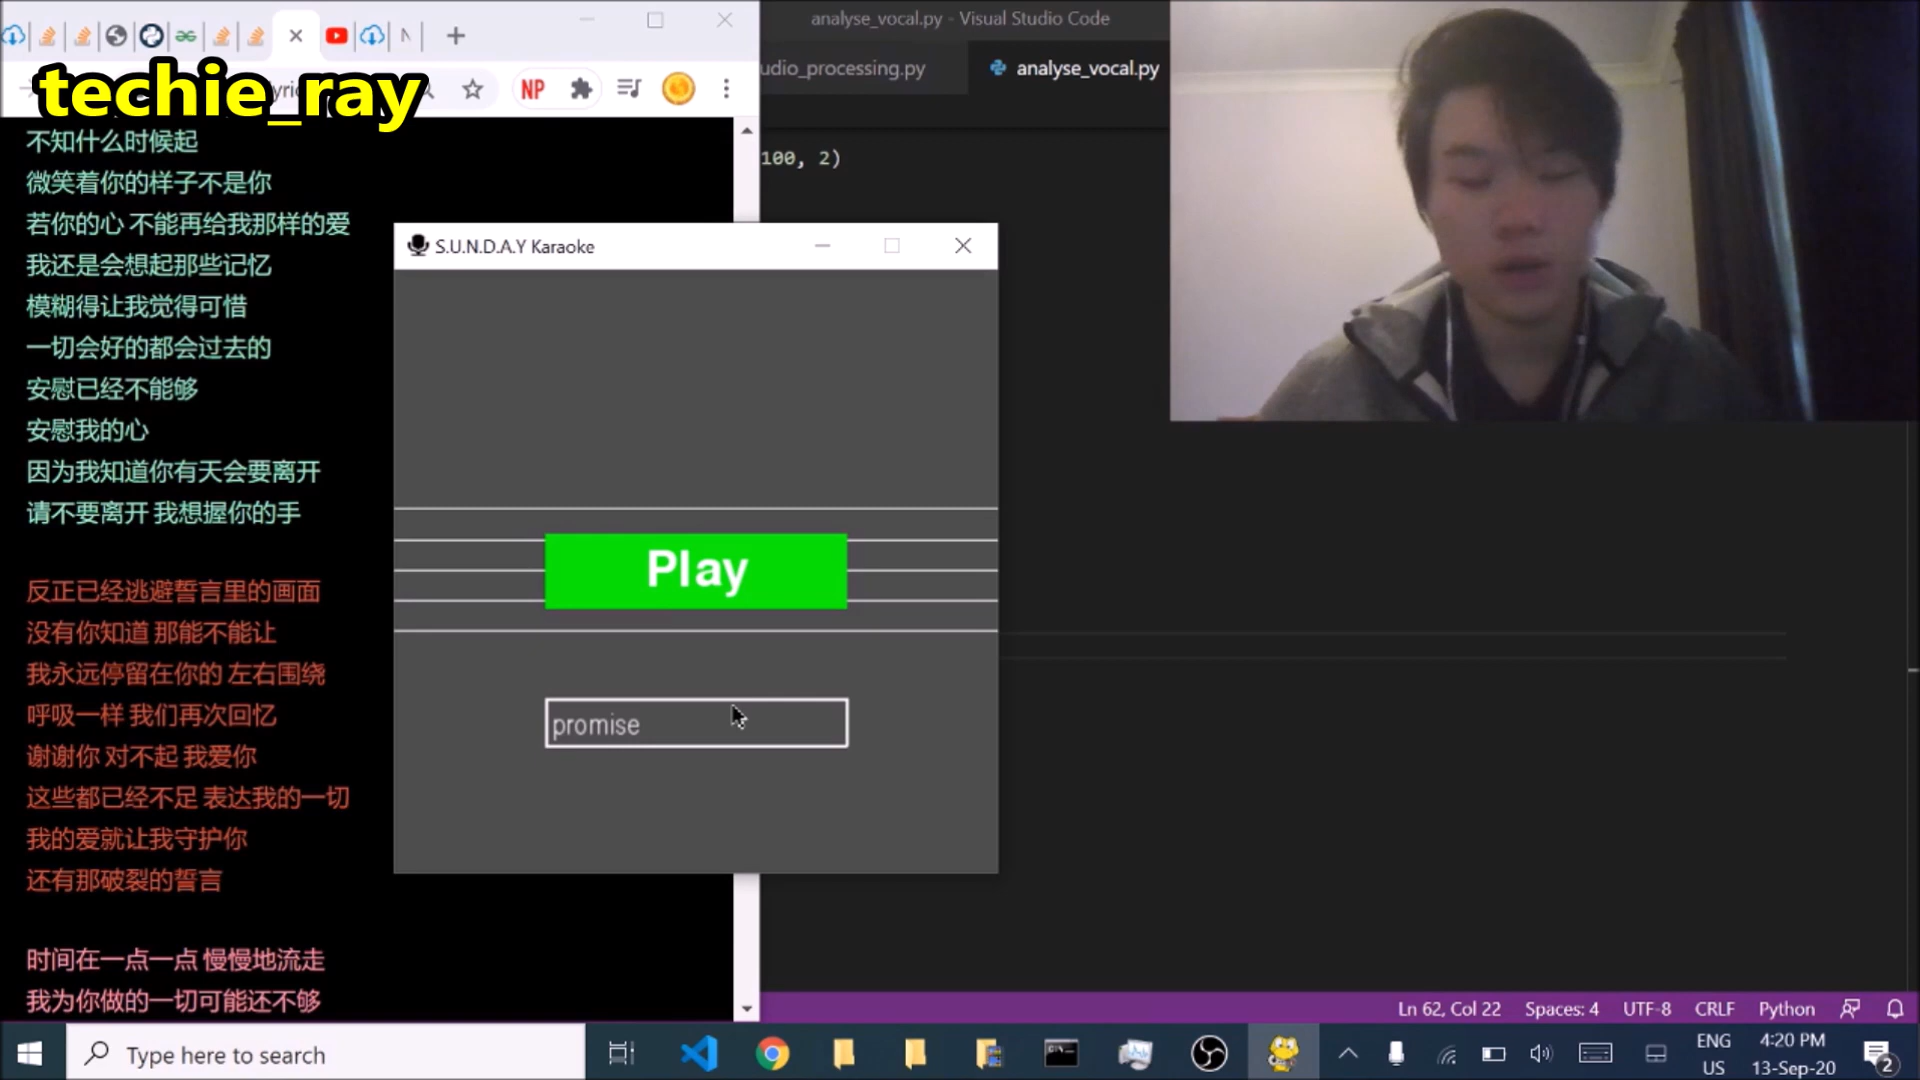 analyse_vocal.py - Visual Studio Code
udio_processing.py
analyse_vocal.py
techie_ray
NP
100, 2)
不知什么时候起
微笑着你的样子不是你
若你的心 不能再给我那样的爱
我还是会想起那些记忆
模糊得让我觉得可惜
一切会好的都会过去的
安慰已经不能够
安慰我的心
因为我知道你有天会要离开
请不要离开 我想握你的手
反正已经逃避誓言里的画面
没有你知道 那能不能让
我永远停留在你的 左右围绕
呼吸一样 我们再次回忆
谢谢你 对不起 我爱你
这些都已经不足 表达我的一切
我的爱就让我守护你
还有那破裂的誓言
时间在一点一点 慢慢地流走
我为你做的一切可能还不够
S.U.N.D.A.Y Karaoke
Play
promise
Ln 62, Col 22
Spaces: 4
UTF-8
CRLF
Python
Type here to search
ENG
US
4:20 PM
13-Sep-20
2